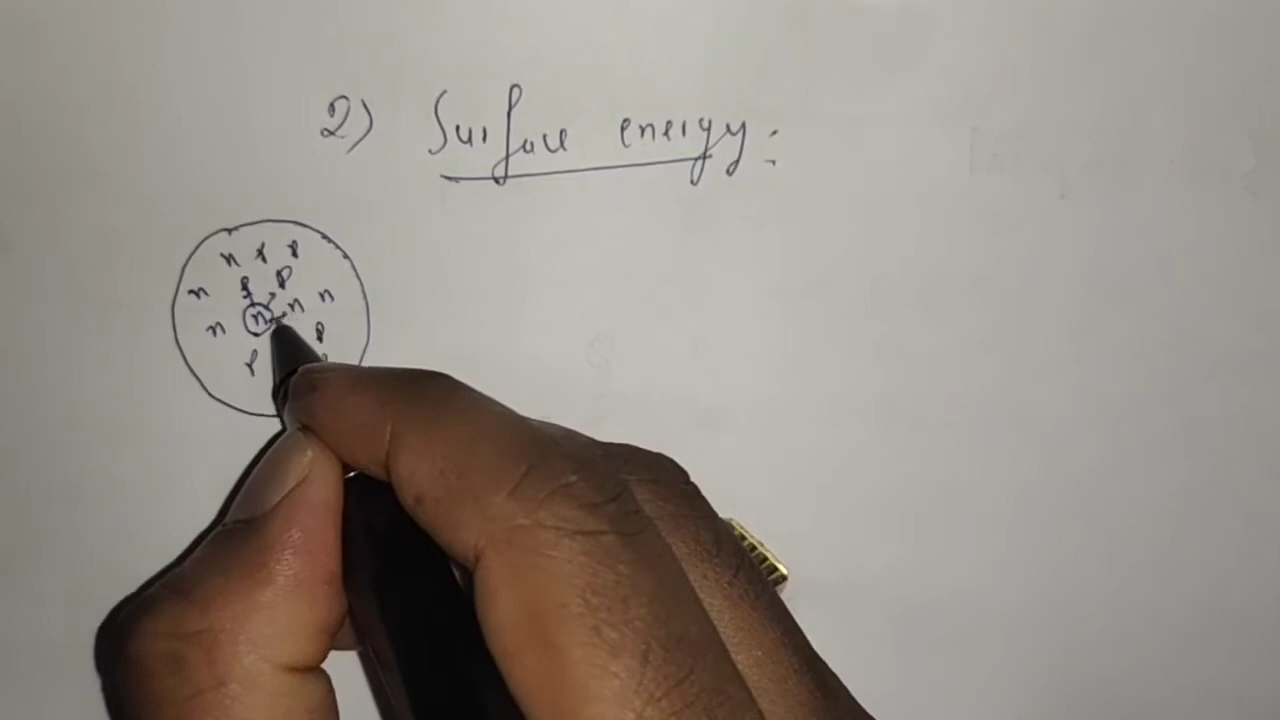 2) Surface energy:
n p p
n p p
n n n
n p
p